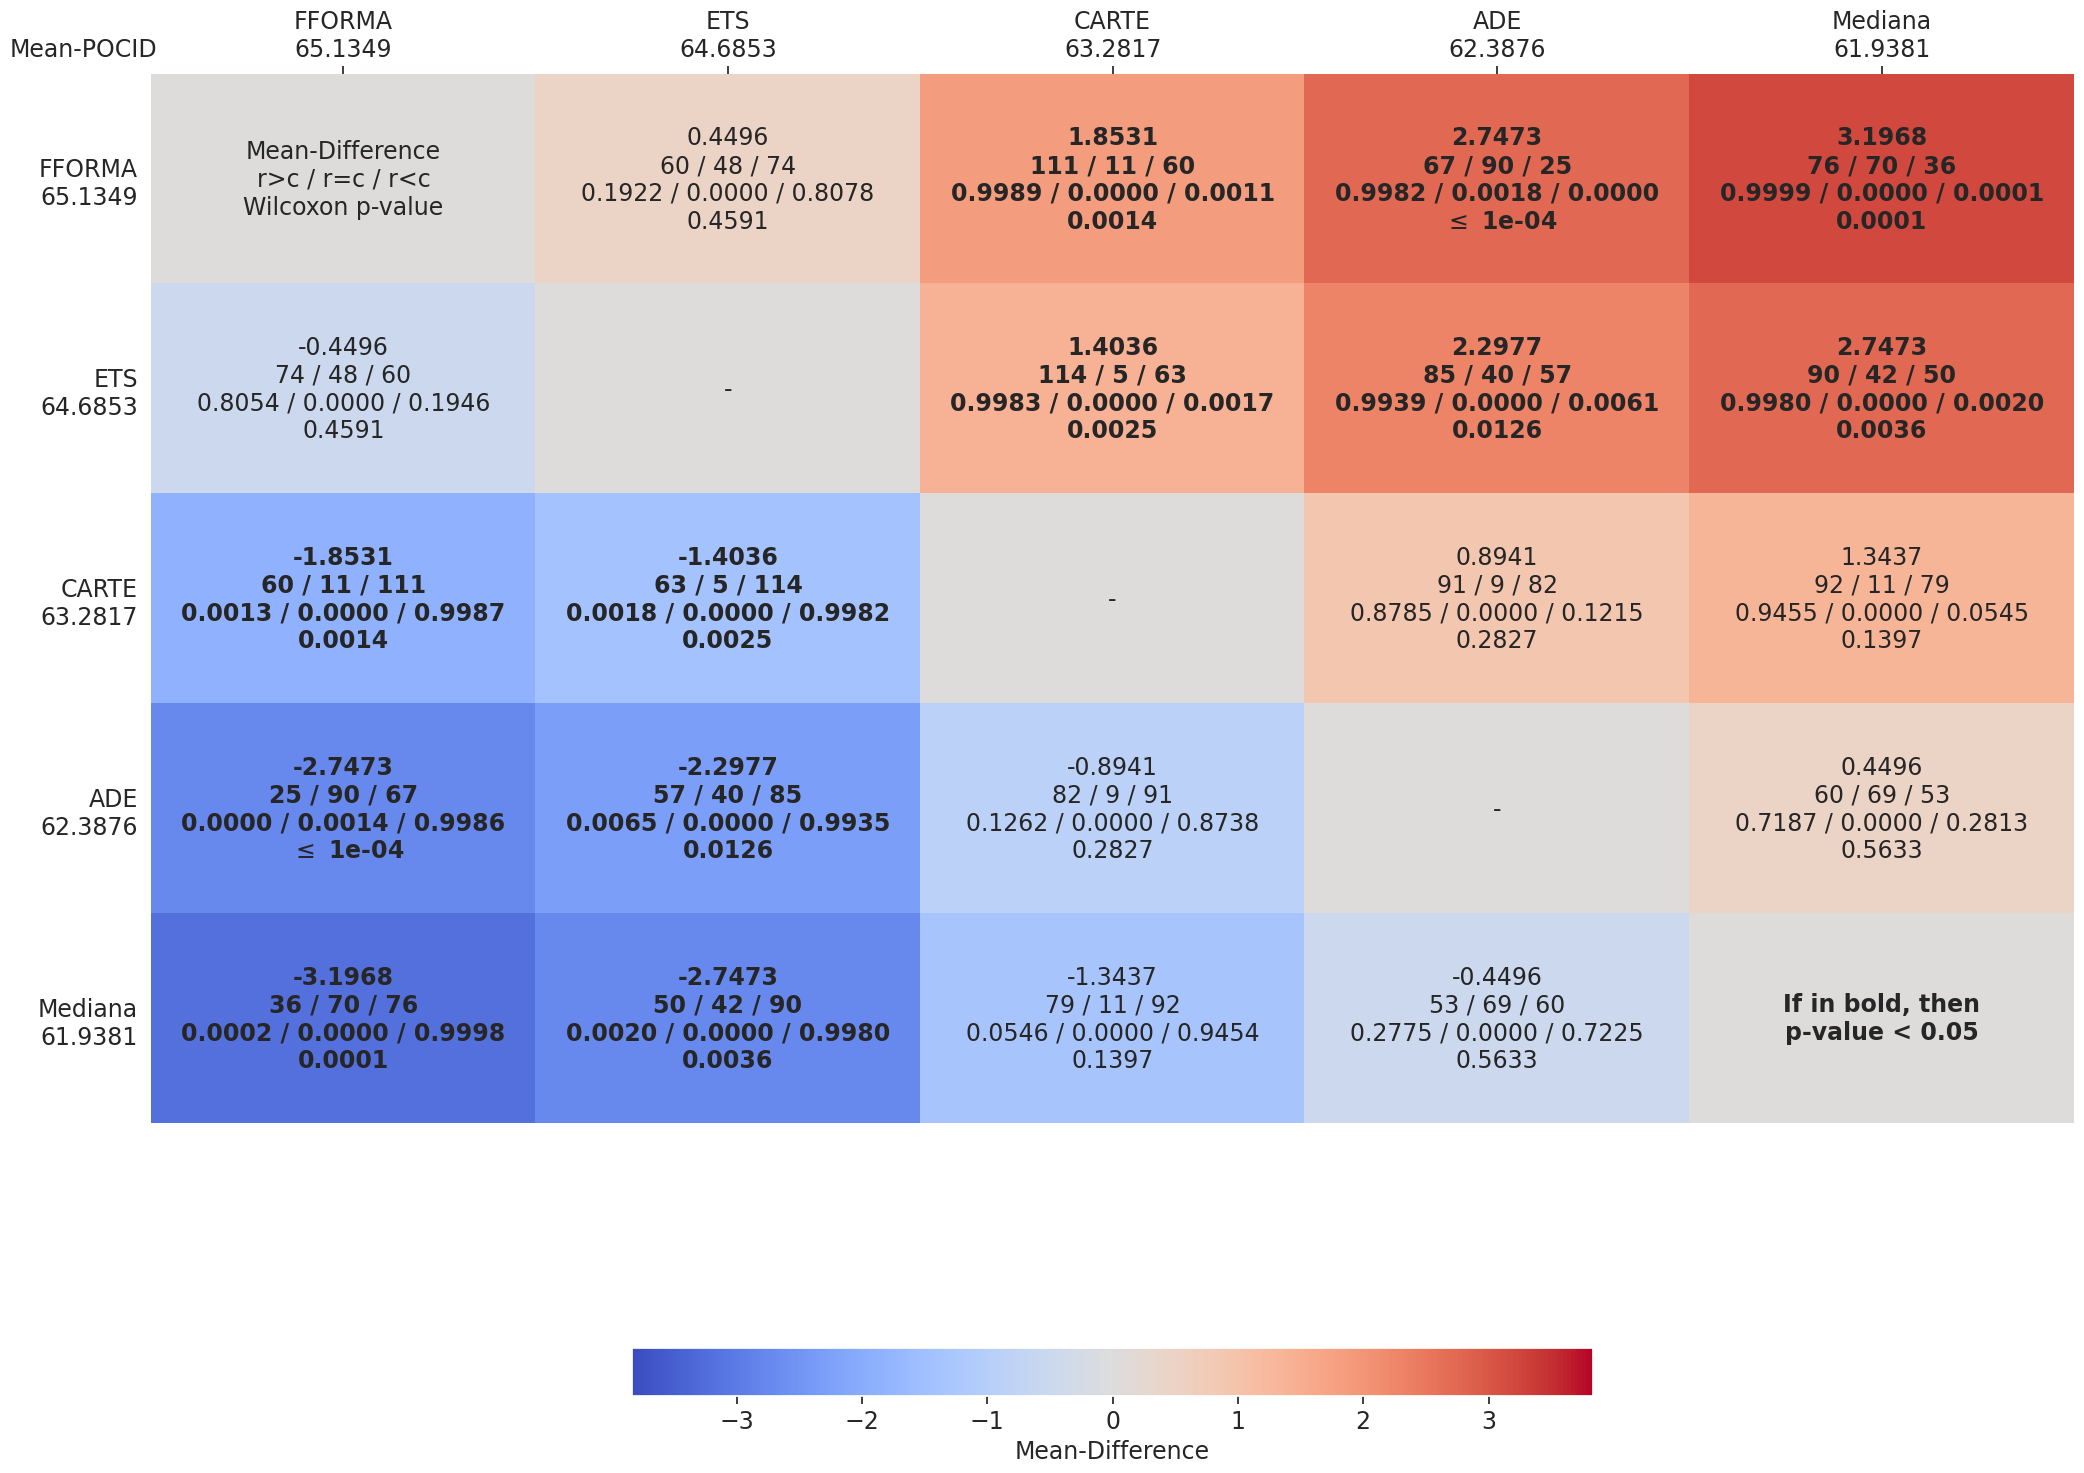 FFORMA
65.1349
ETS
64.6853
CARTE
63.2817
ADE
62.3876
Mediana
61.9381
Mean-POCID
FFORMA
65.1349
Mean-Difference
r>c / r=c / r<c
Wilcoxon p-value
0.4496
60 / 48 / 74
0.1922 / 0.0000 / 0.8078
0.4591
1.8531
111 / 11 / 60
0.9989 / 0.0000 / 0.0011
0.0014
2.7473
67 / 90 / 25
0.9982 / 0.0018 / 0.0000
≤ 1e-04
3.1968
76 / 70 / 36
0.9999 / 0.0000 / 0.0001
0.0001
ETS
64.6853
-0.4496
74 / 48 / 60
0.8054 / 0.0000 / 0.1946
0.4591
-
1.4036
114 / 5 / 63
0.9983 / 0.0000 / 0.0017
0.0025
2.2977
85 / 40 / 57
0.9939 / 0.0000 / 0.0061
0.0126
2.7473
90 / 42 / 50
0.9980 / 0.0000 / 0.0020
0.0036
CARTE
63.2817
-1.8531
60 / 11 / 111
0.0013 / 0.0000 / 0.9987
0.0014
-1.4036
63 / 5 / 114
0.0018 / 0.0000 / 0.9982
0.0025
-
0.8941
91 / 9 / 82
0.8785 / 0.0000 / 0.1215
0.2827
1.3437
92 / 11 / 79
0.9455 / 0.0000 / 0.0545
0.1397
ADE
62.3876
-2.7473
25 / 90 / 67
0.0000 / 0.0014 / 0.9986
≤ 1e-04
-2.2977
57 / 40 / 85
0.0065 / 0.0000 / 0.9935
0.0126
-0.8941
82 / 9 / 91
0.1262 / 0.0000 / 0.8738
0.2827
-
0.4496
60 / 69 / 53
0.7187 / 0.0000 / 0.2813
0.5633
Mediana
61.9381
-3.1968
36 / 70 / 76
0.0002 / 0.0000 / 0.9998
0.0001
-2.7473
50 / 42 / 90
0.0020 / 0.0000 / 0.9980
0.0036
-1.3437
79 / 11 / 92
0.0546 / 0.0000 / 0.9454
0.1397
-0.4496
53 / 69 / 60
0.2775 / 0.0000 / 0.7225
0.5633
If in bold, then
p-value < 0.05
−3 −2 −1 0 1 2 3
Mean-Difference